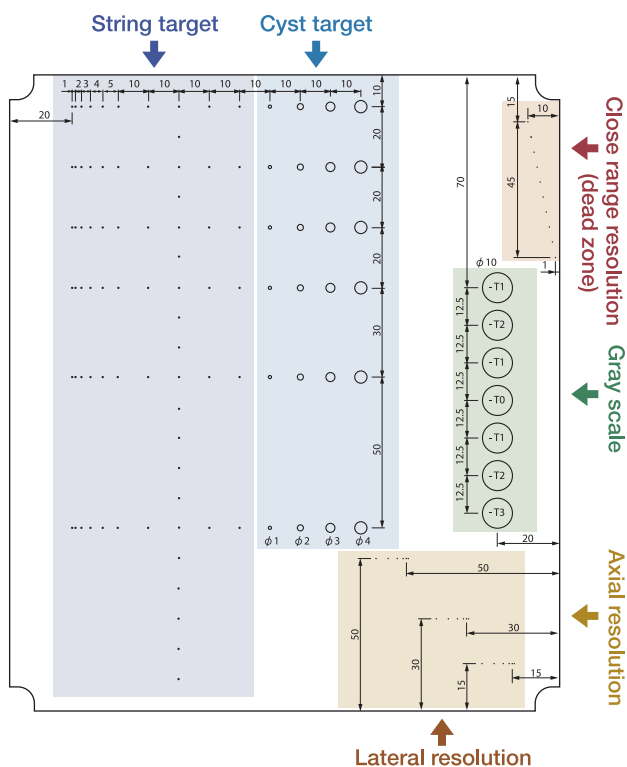 String target
Cyst target
1 2 3 4 5 10 10 10 10 10 10 10 10
10
20
20
20
20
30
50
φ1 φ2 φ3 φ4
15
10
45
1
Close range resolution
(dead zone)
70
φ10
-T1
12.5
-T2
12.5
-T1
12.5
-T0
12.5
-T1
12.5
-T2
12.5
-T3
20
Gray scale
50
50
30
30
15
15
Axial resolution
Lateral resolution